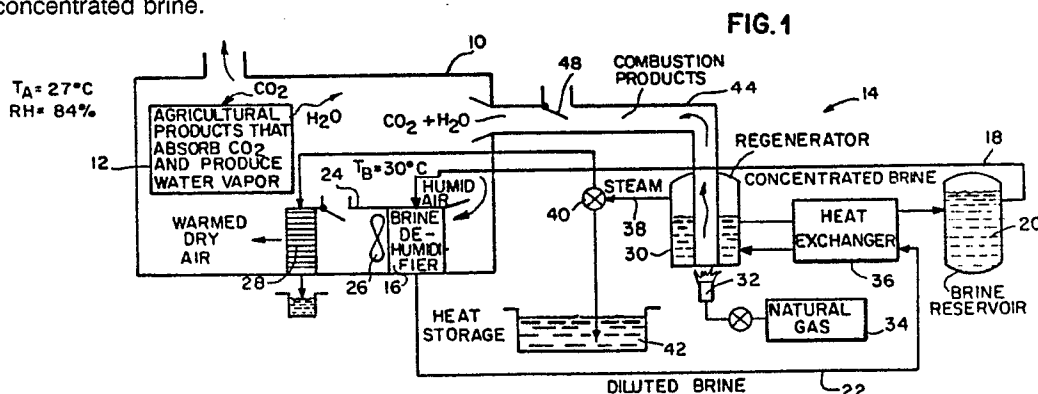 concentrated brine.
FIG.1
10
48
COMBUSTION
PRODUCTS
44
14
TA = 27°C
RH = 84%
CO2
H2O
CO2 + H2O
AGRICULTURAL
PRODUCTS THAT
ABSORB CO2
AND PRODUCE
WATER VAPOR
12
REGENERATOR
18
TB = 30°C
24
HUMID
AIR
STEAM
40
38
CONCENTRATED BRINE
HEAT
EXCHANGER
36
20
BRINE
RESERVOIR
WARMED
DRY
AIR
28
26
BRINE
DE-
HUMIDI-
FIER
16
30
32
NATURAL
GAS
34
HEAT
STORAGE
42
DILUTED BRINE
22